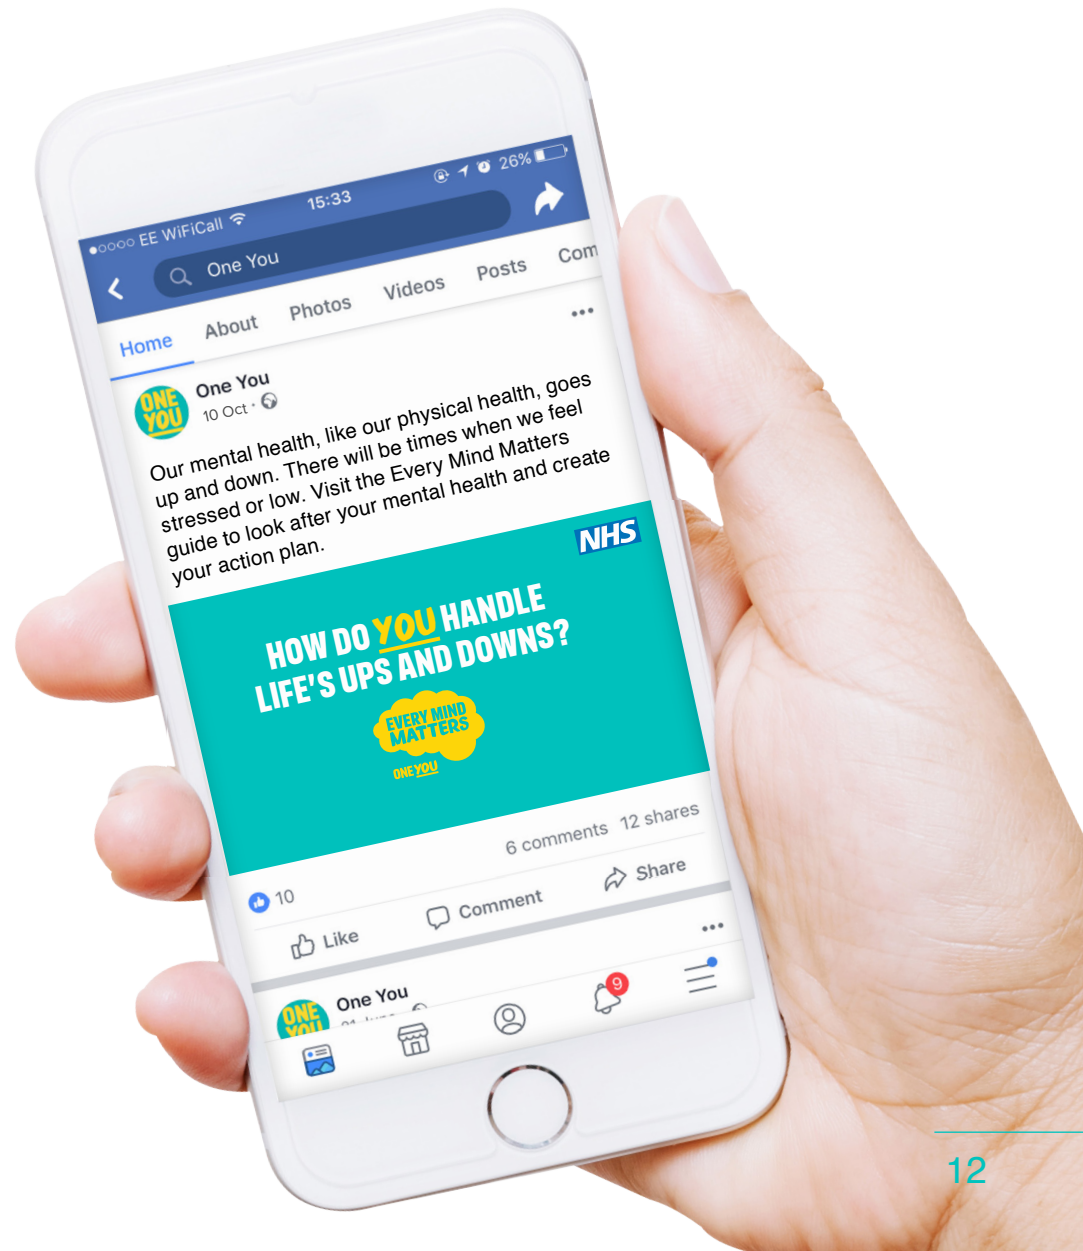 EE WiFiCall 15:33 26%
One You
Home About Photos Videos Posts Com
ONE YOU
One You
10 Oct ·
Our mental health, like our physical health, goes
up and down. There will be times when we feel
stressed or low. Visit the Every Mind Matters
guide to look after your mental health and create
your action plan.
NHS
HOW DO YOU HANDLE
LIFE'S UPS AND DOWNS?
EVERY MIND
MATTERS
ONE YOU
10
6 comments 12 shares
Like Comment Share
ONE YOU
One You
9
12